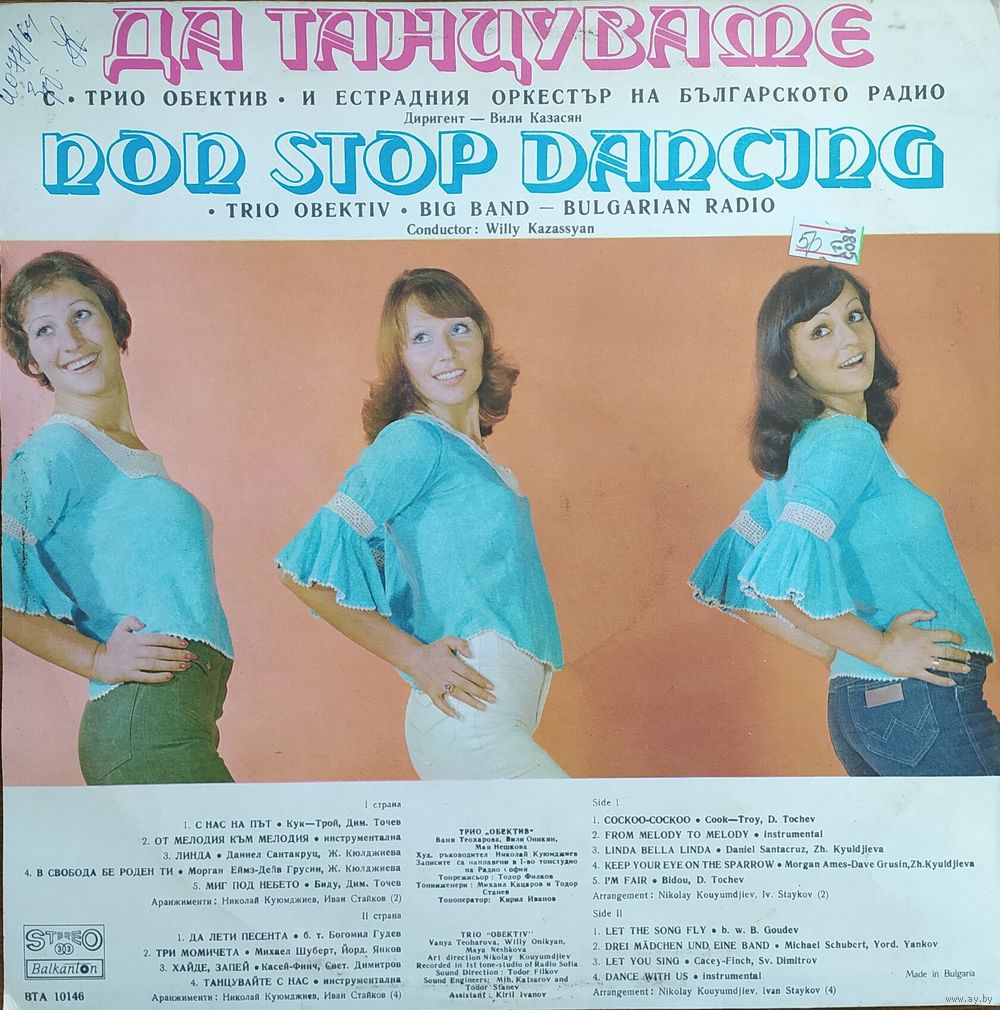 ДА ТАНЦУВАМЕ
С • ТРИО ОБЕКТИВ • И ЕСТРАДНИЯ ОРКЕСТЪР НА БЪЛГАРСКОТО РАДИО
Диригент — Вили Казасян
NON STOP DANCING
• TRIO OBEKTIV • BIG BAND — BULGARIAN RADIO
Conductor: Willy Kazassyan
I страна
1. С НАС НА ПЪТ • Кук—Трой, Дим. Точев
2. ОТ МЕЛОДИЯ КЪМ МЕЛОДИЯ • инструментална
3. ЛИНДА • Даниел Сантакруц, Ж. Кюлджиева
4. В СВОБОДА БЕ РОДЕН ТИ • Морган Еймз-Дейв Грусин, Ж. Кюлджиева
5. МИГ ПОД НЕБЕТО • Биду, Дим. Точев
Аранжименти: Николай Куюмджиев, Иван Стайков (2)
II страна
1. ДА ЛЕТИ ПЕСЕНТА • б. т. Богомил Гудев
2. ТРИ МОМИЧЕТА • Михаел Шуберт, Йорд. Янков
3. ХАЙДЕ, ЗАПЕЙ • Касей-Финч, Свет. Димитров
4. ТАНЦУВАЙТЕ С НАС • инструментална
Аранжименти: Николай Куюмджиев, Иван Стайков (4)
STEREO
303
Balkanton
ВТА 10146
ТРИО „ОБЕКТИВ"
Вани Теохарова, Вили Оникян,
Маи Нешкова
Худ. ръководител Николай Куюмджиев
Записите са направени в I-во тонстудио
на Радио София
Тонрежисьор: Тодор Филков
Тонинженери: Михаил Кацаров и Тодор
Станев
Тоноператор: Кирил Иванов
TRIO "OBEKTIV"
Vanya Teoharova, Willy Onikyan,
Maya Neshkova
Art direction Nikolay Kouyumdjiev
Recorded in Ist tone-studio of Radio Sofia
Sound Direction: Todor Filkov
Sound Engineers: Mih. Katsarov and
Todor Stanev
Assistant: Kiril Ivanov
Side I
1. COCKOO-COCKOO • Cook—Troy, D. Tochev
2. FROM MELODY TO MELODY • instrumental
3. LINDA BELLA LINDA • Daniel Santacruz, Zh. Kyuldjieva
4. KEEP YOUR EYE ON THE SPARROW • Morgan Ames-Dave Grusin, Zh.Kyuldjieva
5. I'M FAIR • Bidou, D. Tochev
Arrangement: Nikolay Kouyumdjiev, Iv. Staykov (2)
Side II
1. LET THE SONG FLY • b. w. B. Goudev
2. DREI MÄDCHEN UND EINE BAND • Michael Schubert, Yord. Yankov
3. LET YOU SING • Cacey-Finch, Sv. Dimitrov
4. DANCE WITH US • instrumental
Arrangement: Nikolay Kouyumdjiev, Ivan Staykov (4)
Made in Bulgaria
www.ay.by